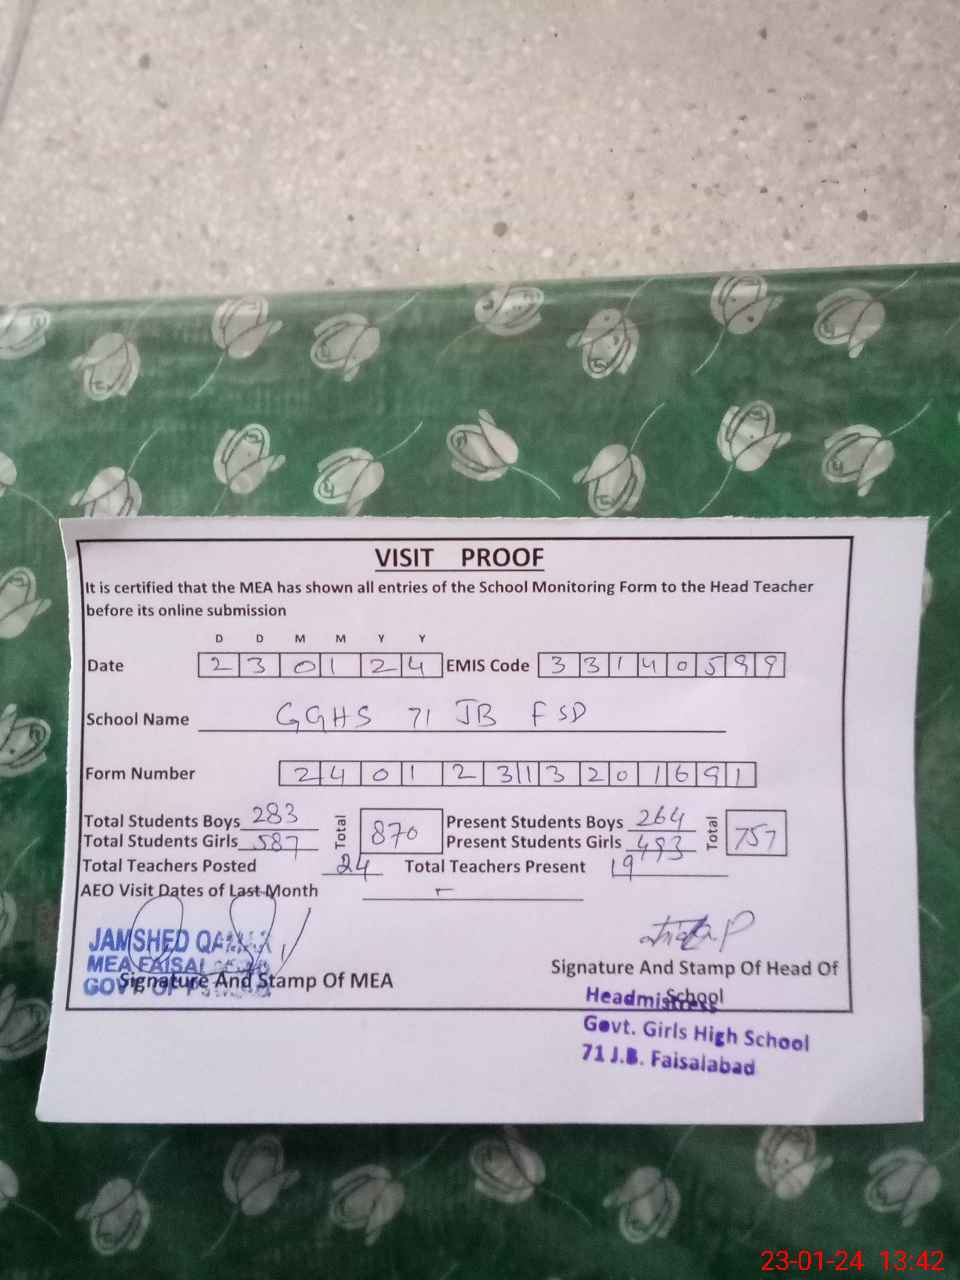 VISIT PROOF
It is certified that the MEA has shown all entries of the School Monitoring Form to the Head Teacher
before its online submission
D D M M Y Y
Date 2 3 0 1 2 4 EMIS Code 3 3 1 4 0 5 9 9
School Name GGHS 71 JB FSD
Form Number 2 4 0 1 2 3 1 3 2 0 1 6 9 1
Total Students Boys 283 Total 870 Present Students Boys 264 Total 757
Total Students Girls 587 Present Students Girls 493
Total Teachers Posted 24 Total Teachers Present 19
AEO Visit Dates of Last Month
JAMSHED
MEA
GOVT OF
Signature And Stamp Of MEA
Signature And Stamp Of Head Of
School
Headmistress
Govt. Girls High School
71 J.B. Faisalabad
23-01-24 13:42